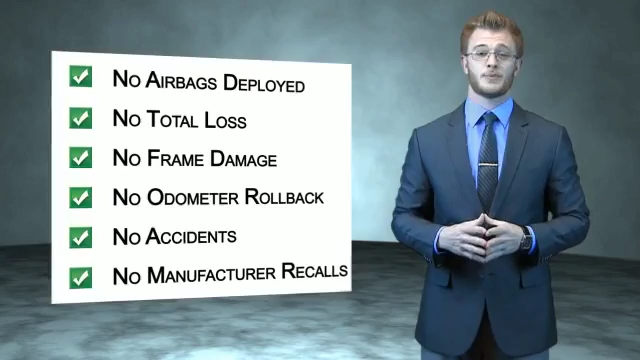 No Airbags Deployed
No Total Loss
No Frame Damage
No Odometer Rollback
No Accidents
No Manufacturer Recalls